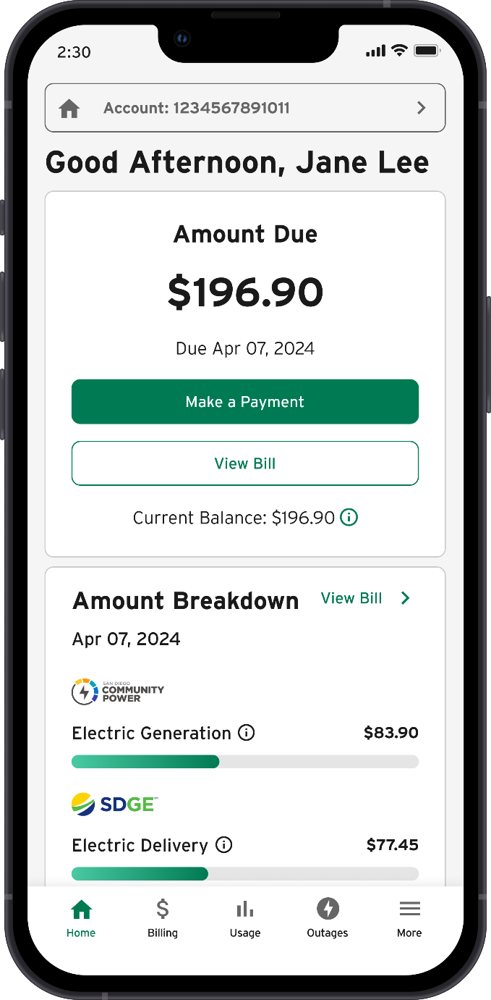 2:30
Account: 1234567891011
Good Afternoon, Jane Lee
Amount Due
$196.90
Due Apr 07, 2024
Make a Payment
View Bill
Current Balance: $196.90
Amount Breakdown View Bill
Apr 07, 2024
SAN DIEGO
COMMUNITY
POWER
Electric Generation $83.90
SDGE™
Electric Delivery $77.45
Home Billing Usage Outages More